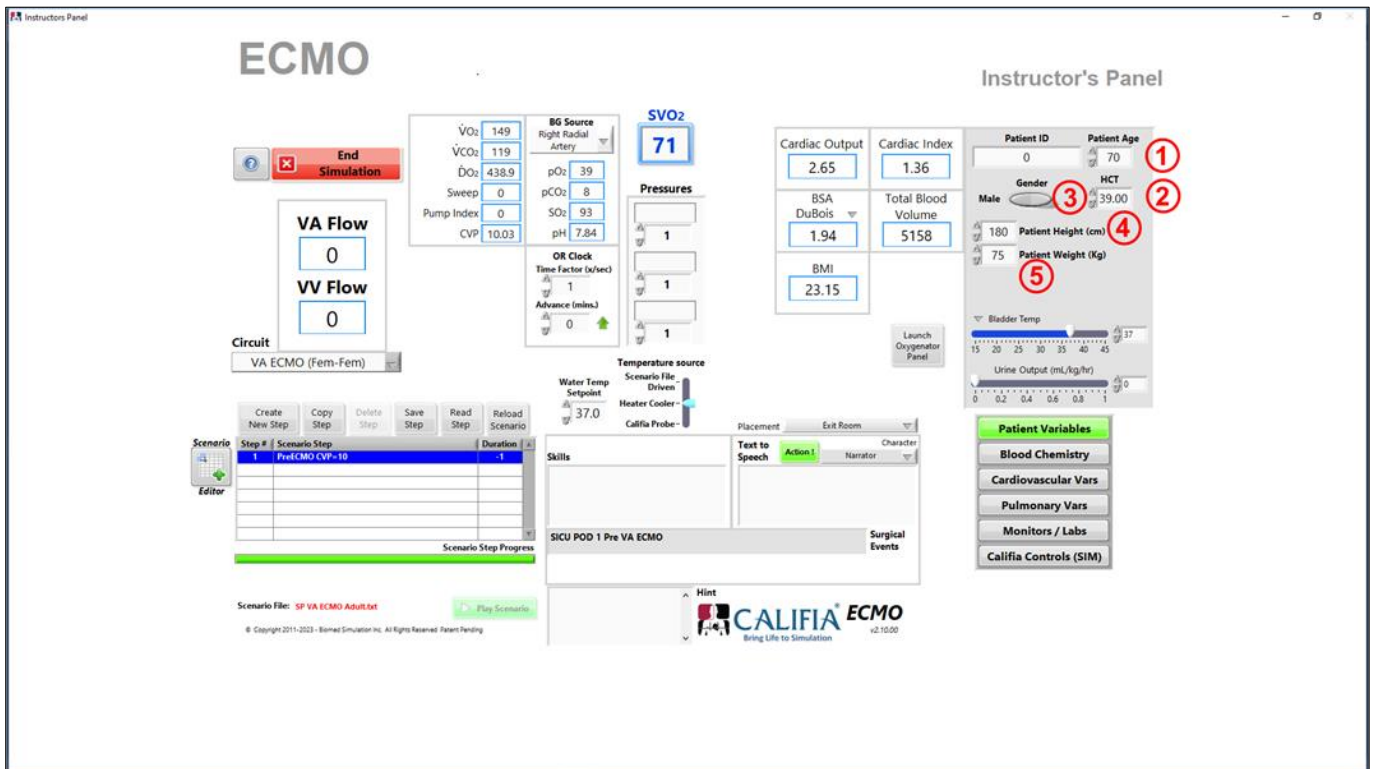 Instructors Panel
ECMO
Instructor's Panel
End
Simulation
VA Flow
0
VV Flow
0
Circuit
VA ECMO (Fem-Fem)
V̇O2 149
V̇CO2 119
ḊO2 438.9
Sweep 0
Pump Index 0
CVP 10.03
BG Source
Right Radial
Artery
pO2 39
pCO2 8
SO2 93
pH 7.84
OR Clock
Time Factor (x/sec)
1
Advance (mins.)
0
SVO2
71
Pressures
1
1
1
Cardiac Output
2.65
Cardiac Index
1.36
BSA
DuBois
1.94
Total Blood
Volume
5158
BMI
23.15
Patient ID
0
Patient Age
70
1
Gender
Male
3
HCT
39.00
2
180 Patient Height (cm) 4
75 Patient Weight (Kg)
5
Bladder Temp
37
15 20 25 30 35 40 45
Urine Output (mL/kg/hr)
0
0 0.2 0.4 0.6 0.8 1
Launch
Oxygenator
Panel
Temperature source
Water Temp
Setpoint
37.0
Scenario File
Driven
Heater Cooler
Califia Probe
Create
New Step
Copy
Step
Delete
Step
Save
Step
Read
Step
Reload
Scenario
Scenario
Editor
Step # Scenario Step Duration
1 PreECMO CVP=10 -1
Scenario Step Progress
Skills
Placement Exit Room
Text to
Speech
Action !
Character
Narrator
SICU POD 1 Pre VA ECMO
Surgical
Events
Patient Variables
Blood Chemistry
Cardiovascular Vars
Pulmonary Vars
Monitors / Labs
Califia Controls (SIM)
Scenario File: SP VA ECMO Adult.txt
Play Scenario
© Copyright 2011-2023 - Biomed Simulation Inc. All Rights Reserved Patent Pending
Hint
CALIFIA® ECMO
Bring Life to Simulation
v2.10.00